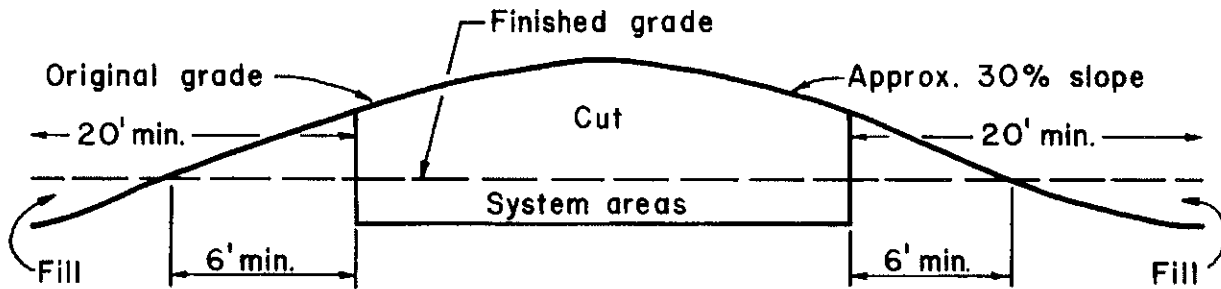 Finished grade
Original grade
Approx. 30% slope
20' min.
Cut
20' min.
System areas
6' min.
6' min.
Fill
Fill